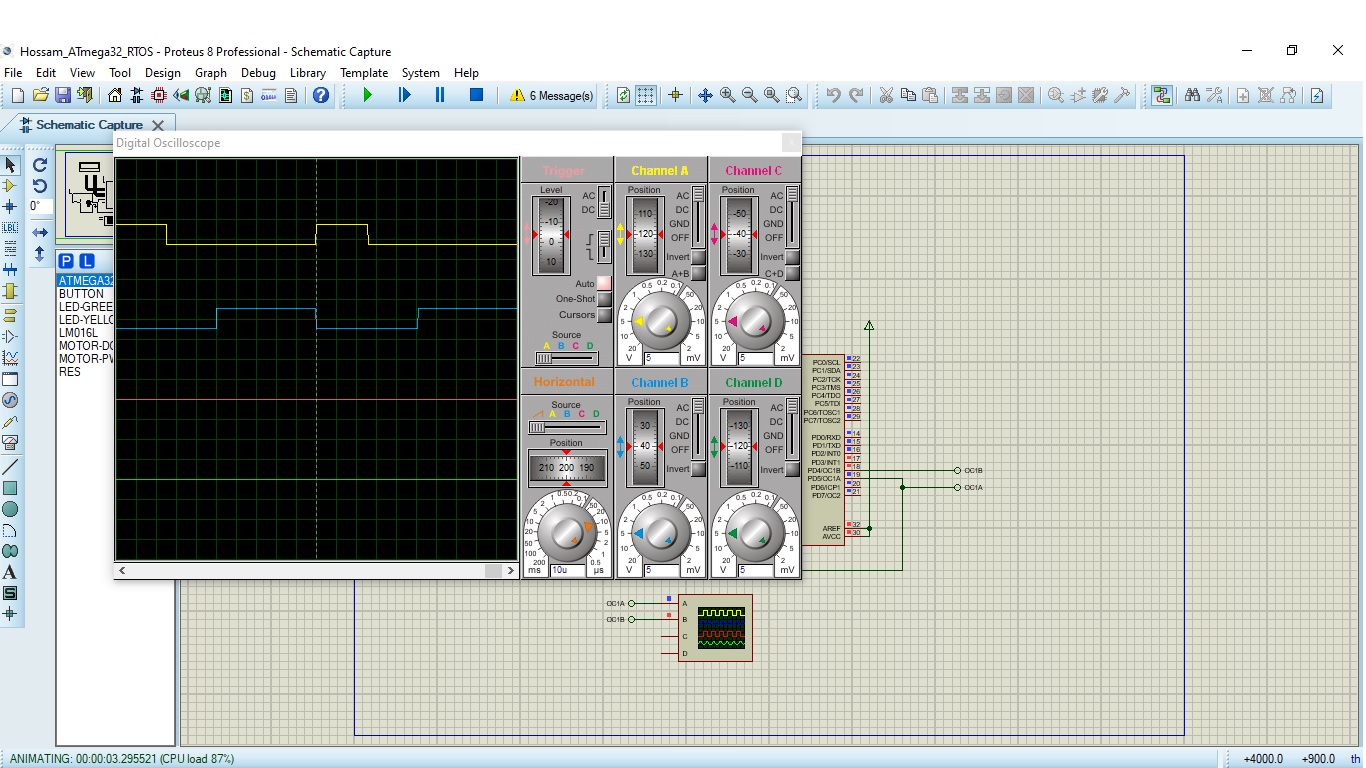 Hossam_ATmega32_RTOS - Proteus 8 Professional - Schematic Capture
File Edit View Tool Design Graph Debug Library Template System Help
6 Message(s)
Schematic Capture
Digital Oscilloscope
0°
LBL
P L
ATMEGA32
BUTTON
LED-GREE
LED-YELLO
LM016L
MOTOR-DC
MOTOR-PW
RES
A
S
Trigger
Level
AC
DC
-20
-10
0
10
Auto
One-Shot
Cursors
Source
A B C D
Channel A
Position
AC
DC
GND
OFF
110
120
130
Invert
A+B
V 5 mV
Channel C
Position
AC
DC
GND
OFF
-50
-40
-30
Invert
C+D
V 5 mV
Horizontal
Source
A B C D
Position
210 200 190
ms 10u µs
Channel B
Position
AC
DC
GND
OFF
30
40
50
Invert
V 5 mV
Channel D
Position
AC
DC
GND
OFF
-130
-120
-110
Invert
V 5 mV
PC0/SCL 22
PC1/SDA 23
PC2/TCK 24
PC3/TMS 25
PC4/TDO 26
PC5/TDI 27
PC6/TOSC1 28
PC7/TOSC2 29
PD0/RXD 14
PD1/TXD 15
PD2/INT0 16
PD3/INT1 17
PD4/OC1B 18
PD5/OC1A 19
PD6/ICP1 20
PD7/OC2 21
AREF 32
AVCC 30
OC1B
OC1A
OC1A A
OC1B B
C
D
ANIMATING: 00:00:03.295521 (CPU load 87%)
+4000.0 +900.0 th